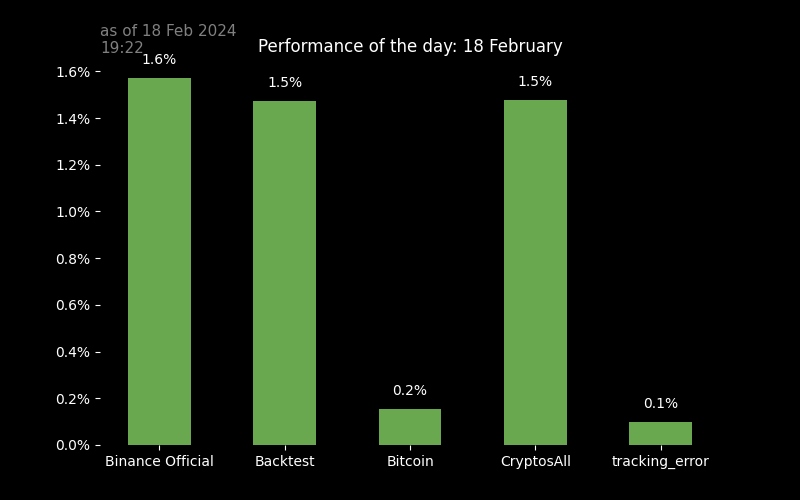 as of 18 Feb 2024
19:22
Performance of the day: 18 February
1.6%
1.4%
1.2%
1.0%
0.8%
0.6%
0.4%
0.2%
0.0%
1.6%
1.5%
0.2%
1.5%
0.1%
Binance Official
Backtest
Bitcoin
CryptosAll
tracking_error